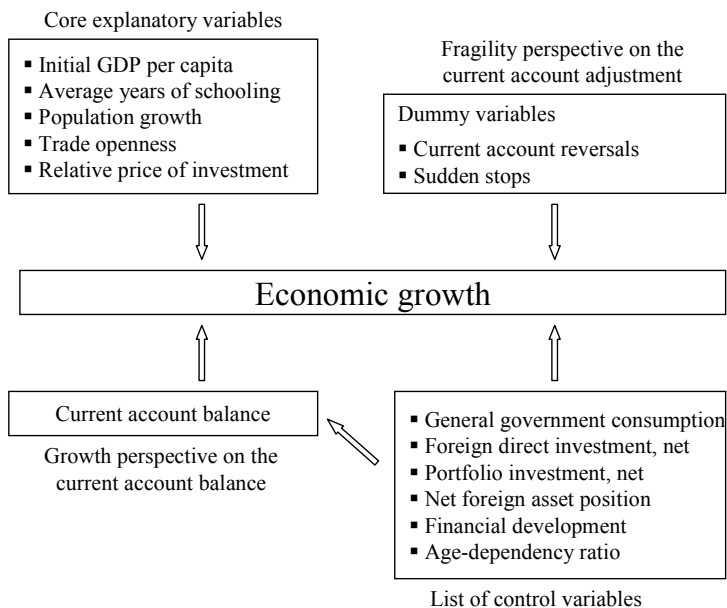 Core explanatory variables
▪ Initial GDP per capita
▪ Average years of schooling
▪ Population growth
▪ Trade openness
▪ Relative price of investment
Fragility perspective on the
current account adjustment
Dummy variables
▪ Current account reversals
▪ Sudden stops
Economic growth
Current account balance
Growth perspective on the
current account balance
▪ General government consumption
▪ Foreign direct investment, net
▪ Portfolio investment, net
▪ Net foreign asset position
▪ Financial development
▪ Age-dependency ratio
List of control variables